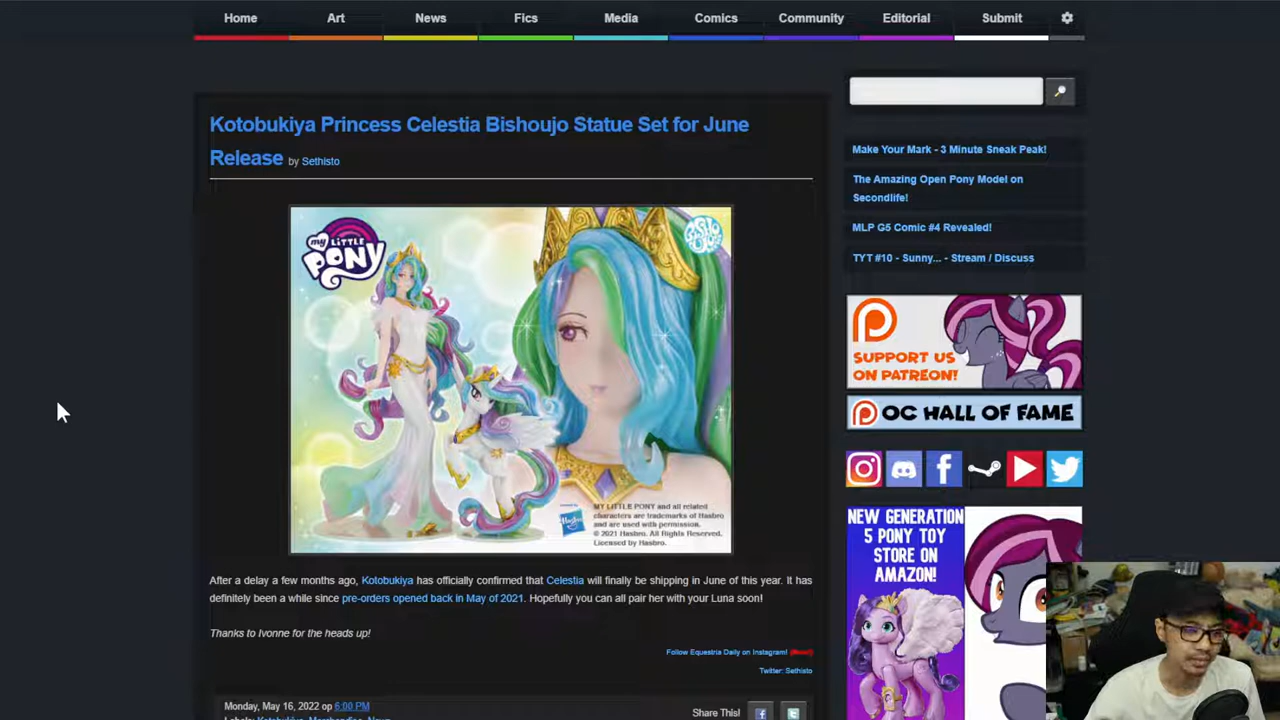 Home Art News Fics Media Comics Community Editorial Submit
Kotobukiya Princess Celestia Bishoujo Statue Set for June
Release by Sethisto
my LITTLE
PONY
MY LITTLE PONY and all related
characters are trademarks of Hasbro
and are used with permission.
© 2021 Hasbro. All Rights Reserved.
Licensed by Hasbro.
Hasbro
After a delay a few months ago, Kotobukiya has officially confirmed that Celestia will finally be shipping in June of this year. It has
definitely been a while since pre-orders opened back in May of 2021. Hopefully you can all pair her with your Luna soon!
Thanks to Ivonne for the heads up!
Follow Equestria Daily on Instagram!
Twitter: Sethisto
Monday, May 16, 2022 op 6:00 PM
Labels: Kotobukiya, Merchandise, News
Share This!
Make Your Mark - 3 Minute Sneak Peak!
The Amazing Open Pony Model on
Secondlife!
MLP G5 Comic #4 Revealed!
TYT #10 - Sunny... - Stream / Discuss
SUPPORT US
ON PATREON!
OC HALL OF FAME
NEW GENERATION
5 PONY TOY
STORE ON
AMAZON!